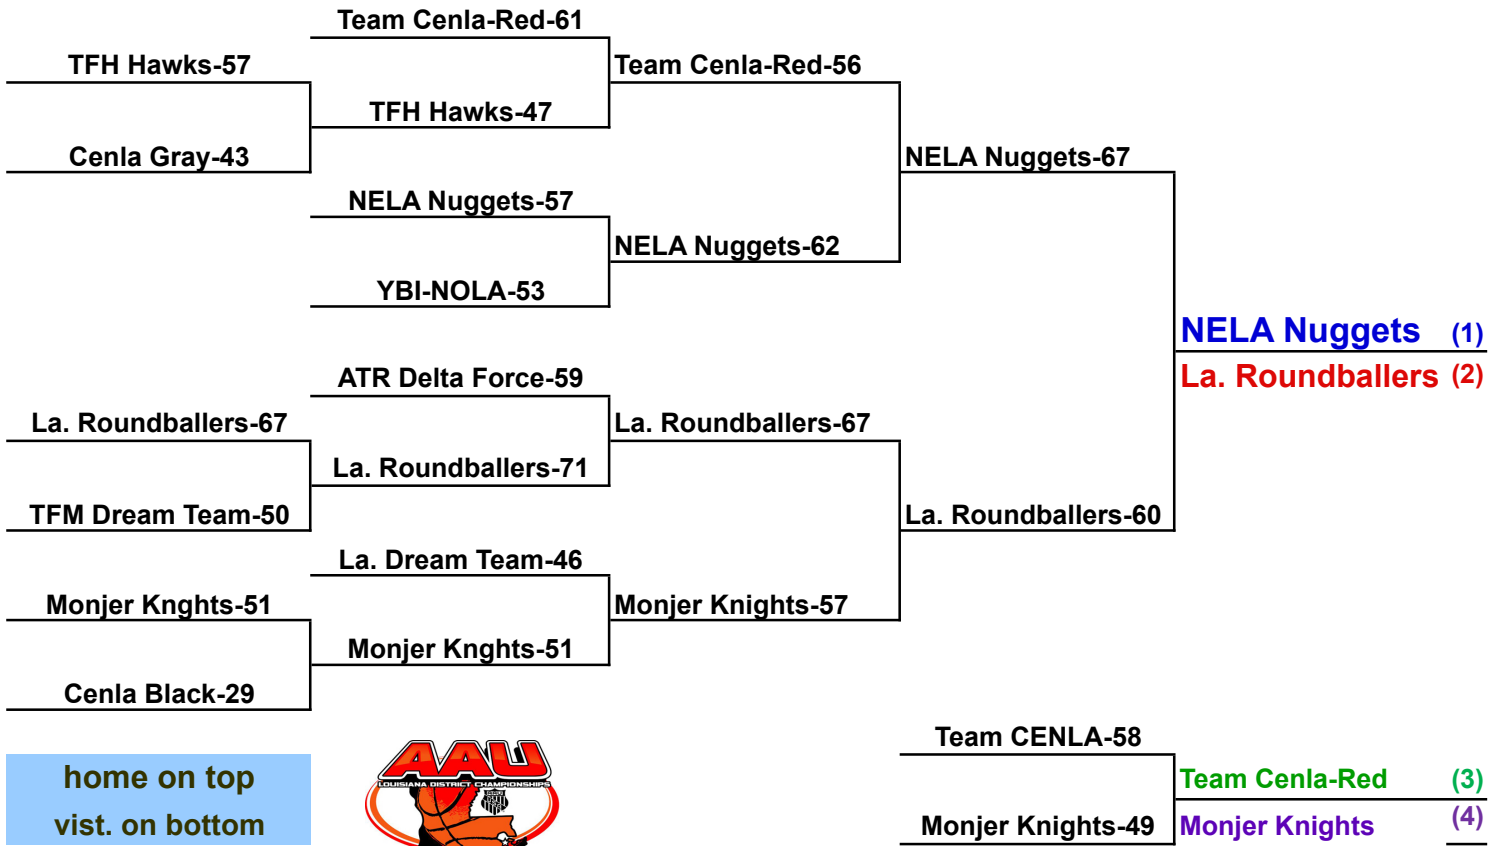 Team Cenla-Red-61
TFH Hawks-57
Team Cenla-Red-56
TFH Hawks-47
Cenla Gray-43
NELA Nuggets-67
NELA Nuggets-57
NELA Nuggets-62
YBI-NOLA-53
NELA Nuggets (1)
La. Roundballers (2)
ATR Delta Force-59
La. Roundballers-67
La. Roundballers-67
La. Roundballers-71
TFM Dream Team-50
La. Roundballers-60
La. Dream Team-46
Monjer Knghts-51
Monjer Knights-57
Monjer Knghts-51
Cenla Black-29
Team CENLA-58
home on top
vist. on bottom
AAU
LOUISIANA DISTRICT CHAMPIONSHIPS
Team Cenla-Red (3)
Monjer Knights-49
Monjer Knights (4)